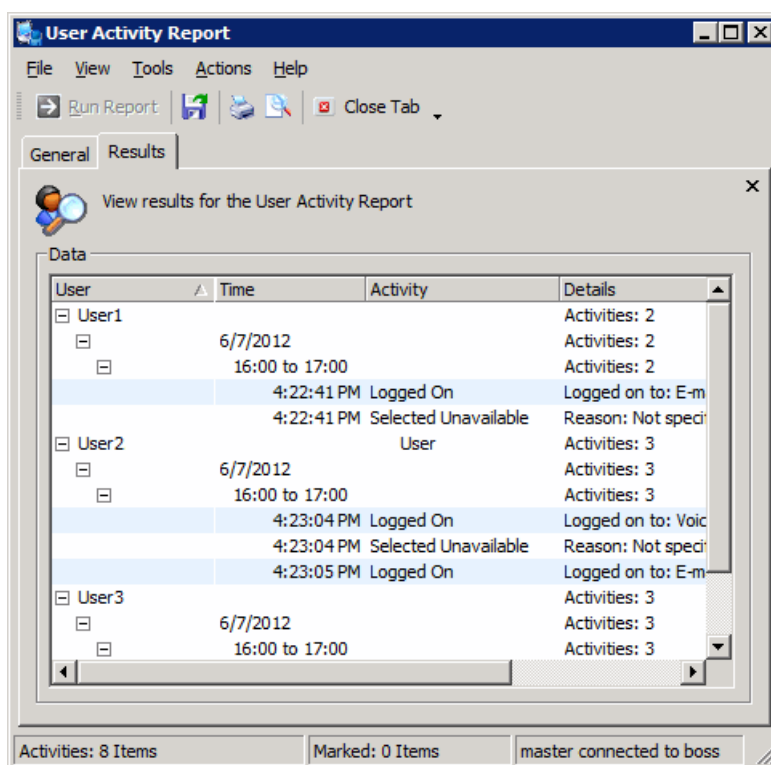 User Activity Report
File View Tools Actions Help
Run Report Close Tab
General Results
View results for the User Activity Report
Data
User Time Activity Details
User1 Activities: 2
6/7/2012 Activities: 2
16:00 to 17:00 Activities: 2
4:22:41 PM Logged On Logged on to: E-m
4:22:41 PM Selected Unavailable Reason: Not speci
User2 User Activities: 3
6/7/2012 Activities: 3
16:00 to 17:00 Activities: 3
4:23:04 PM Logged On Logged on to: Voic
4:23:04 PM Selected Unavailable Reason: Not speci
4:23:05 PM Logged On Logged on to: E-m
User3 Activities: 3
6/7/2012 Activities: 3
16:00 to 17:00 Activities: 3
Activities: 8 Items Marked: 0 Items master connected to boss